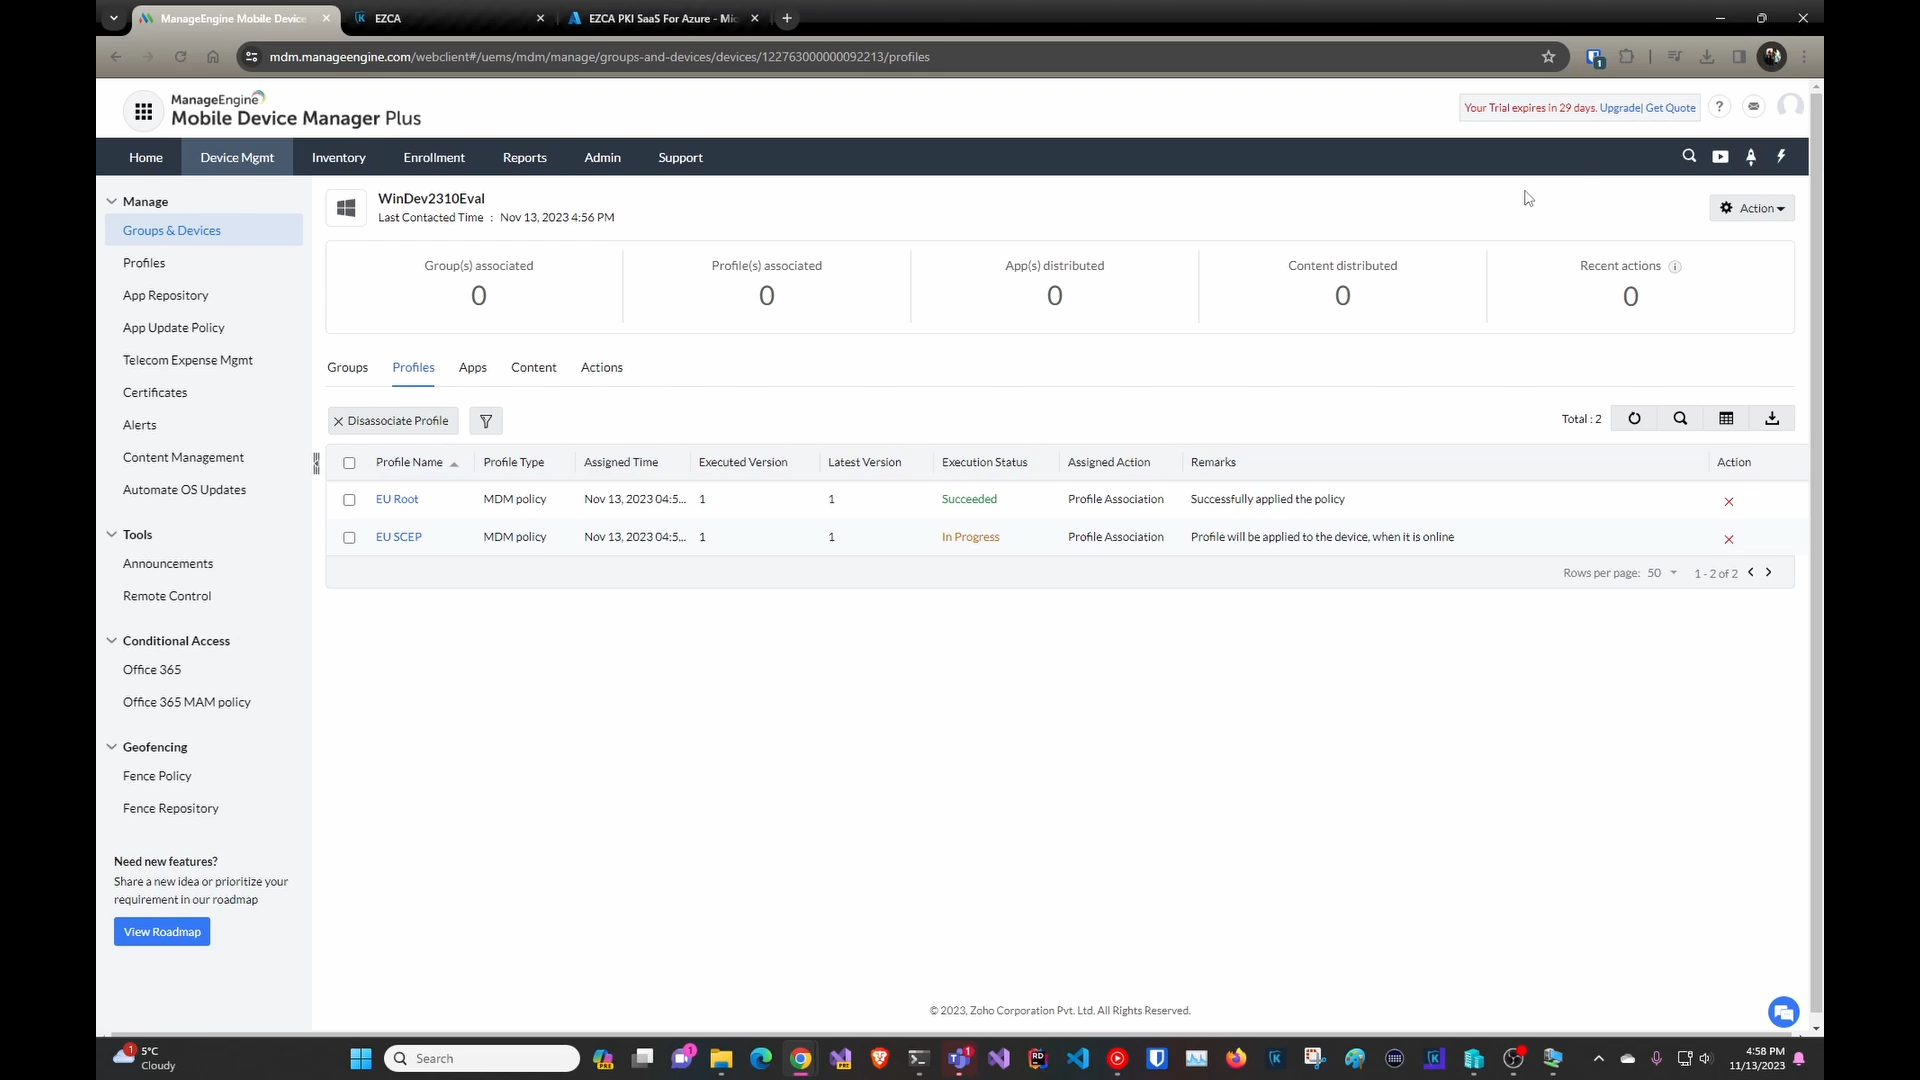 ManageEngine Mobile Device
EZCA
EZCA PKI SaaS For Azure - Mic
mdm.manageengine.com/webclient#/uems/mdm/manage/groups-and-devices/devices/122763000000092213/profiles
1
ManageEngine
Mobile Device Manager Plus
Your Trial expires in 29 days. Upgrade| Get Quote
?
Home
Device Mgmt
Inventory
Enrollment
Reports
Admin
Support
Manage
Groups & Devices
Profiles
App Repository
App Update Policy
Telecom Expense Mgmt
Certificates
Alerts
Content Management
Automate OS Updates
Tools
Announcements
Remote Control
Conditional Access
Office 365
Office 365 MAM policy
Geofencing
Fence Policy
Fence Repository
Need new features?
Share a new idea or prioritize your
requirement in our roadmap
View Roadmap
WinDev2310Eval
Last Contacted Time : Nov 13, 2023 4:56 PM
Action
Group(s) associated
0
Profile(s) associated
0
App(s) distributed
0
Content distributed
0
Recent actions
0
Groups
Profiles
Apps
Content
Actions
Disassociate Profile
Total : 2
Profile Name Profile Type Assigned Time Executed Version Latest Version Execution Status Assigned Action Remarks Action
EU Root MDM policy Nov 13, 2023 04:5... 1 1 Succeeded Profile Association Successfully applied the policy
EU SCEP MDM policy Nov 13, 2023 04:5... 1 1 In Progress Profile Association Profile will be applied to the device, when it is online
Rows per page: 50 1 - 2 of 2
© 2023, Zoho Corporation Pvt. Ltd. All Rights Reserved.
1
5°C
Cloudy
Search
4:58 PM
11/13/2023